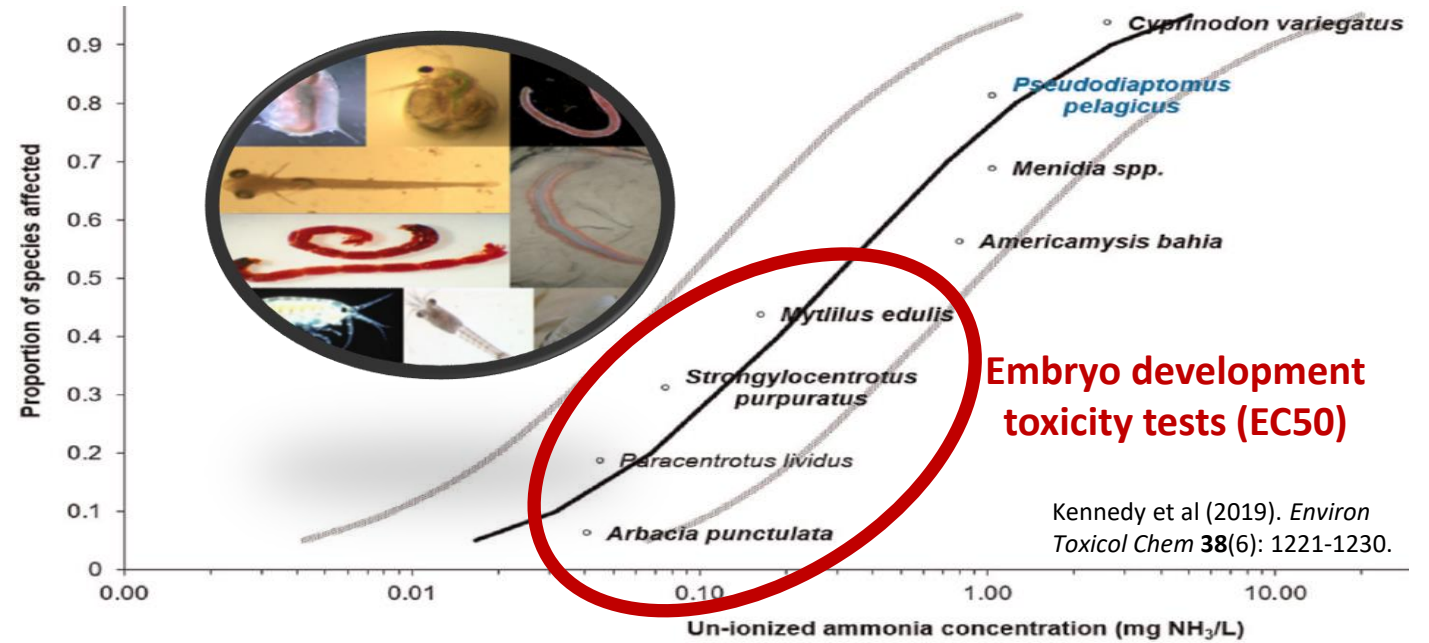 Proportion of species affected
0.9
0.8
0.7
0.6
0.5
0.4
0.3
0.2
0.1
0
Cyprinodon variegatus
Pseudodiaptomus
pelagicus
Menidia spp.
Americamysis bahia
Mytlilus edulis
Strongylocentrotus
purpuratus
Paracentrotus lividus
Arbacia punctulata
Embryo development
toxicity tests (EC50)
Kennedy et al (2019). Environ
Toxicol Chem 38(6): 1221-1230.
0.00 0.01 0.10 1.00 10.00
Un-ionized ammonia concentration (mg NH₃/L)